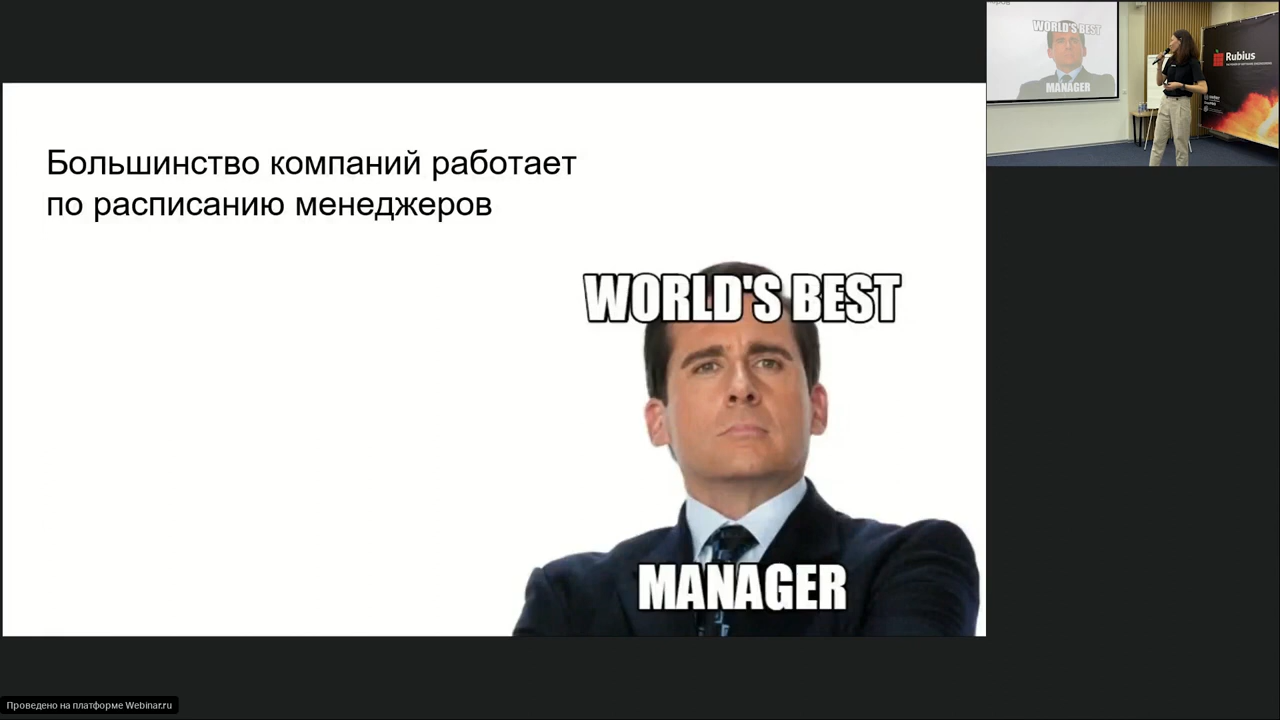 Большинство компаний работает
по расписанию менеджеров
WORLD'S BEST
MANAGER
WORLD'S BEST
MANAGER
Rubius
Проведено на платформе Webinar.ru